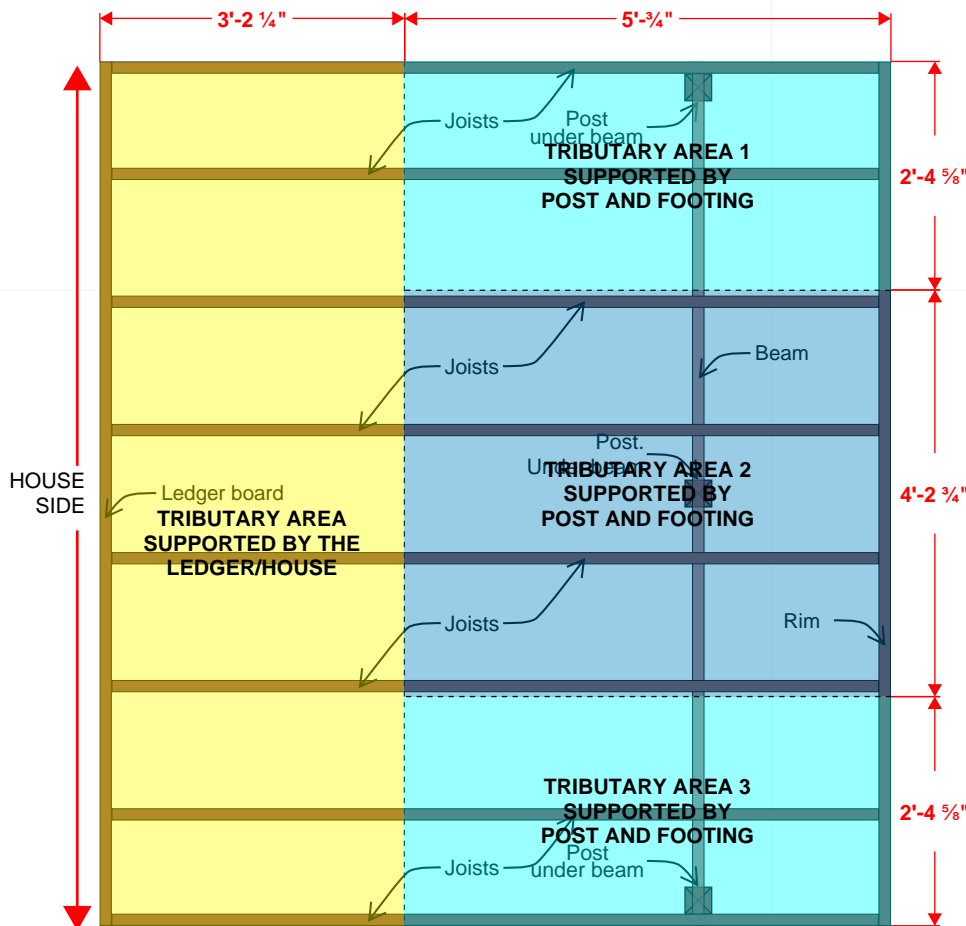 3'-2 ¼"
5'-¾"
Joists
Post
under beam
TRIBUTARY AREA 1
SUPPORTED BY
POST AND FOOTING
2'-4 ⅝"
Joists
Beam
HOUSE
SIDE
Ledger board
TRIBUTARY AREA
SUPPORTED BY THE
LEDGER/HOUSE
Post.
Under beam
TRIBUTARY AREA 2
SUPPORTED BY
POST AND FOOTING
4'-2 ¾"
Joists
Rim
TRIBUTARY AREA 3
SUPPORTED BY
POST AND FOOTING
2'-4 ⅝"
Joists
Post
under beam